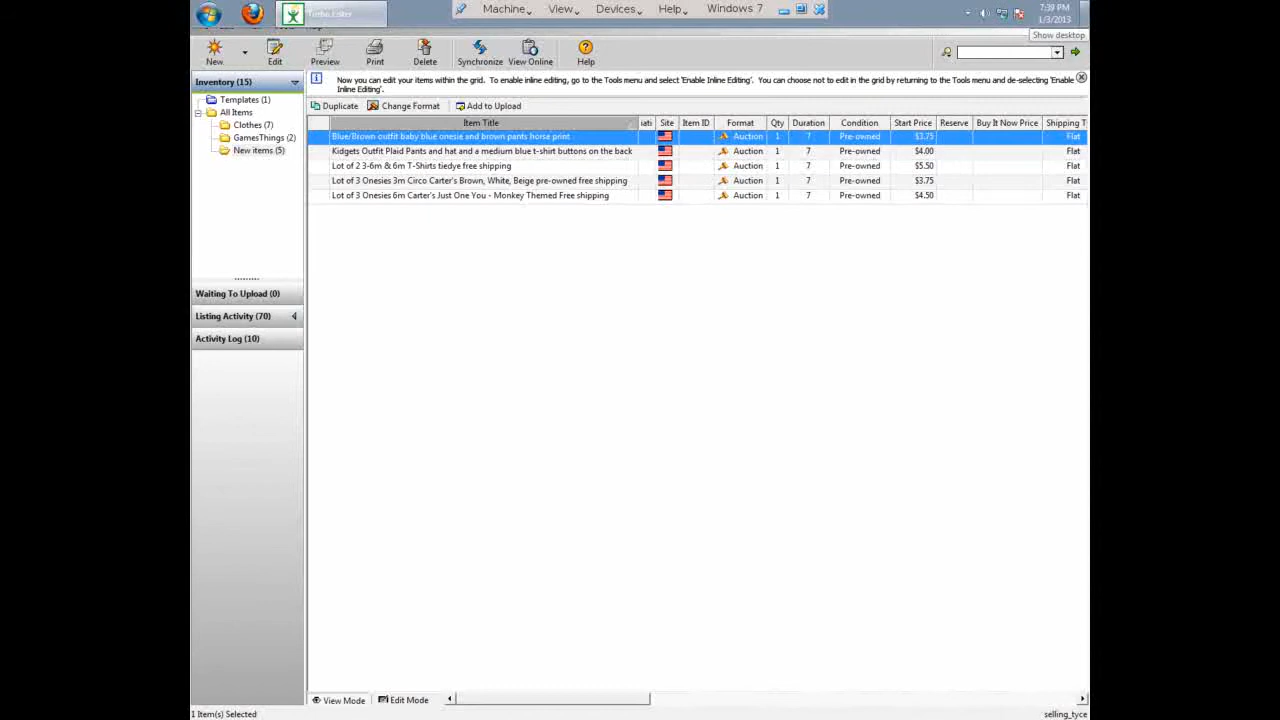 Machine View Devices Help Windows 7
7:39 PM
1/3/2013
Turbo Lister
Show desktop
New Edit Preview Print Delete Synchronize View Online Help
Inventory (15)
Now you can edit your items within the grid. To enable inline editing, go to the Tools menu and select 'Enable Inline Editing'. You can choose not to edit in the grid by returning to the Tools menu and de-selecting 'Enable
Inline Editing'.
Templates (1)
All Items
Clothes (7)
GamesThings (2)
New items (5)
Duplicate Change Format Add to Upload
Item Title Site Item ID Format Qty Duration Condition Start Price Reserve Buy It Now Price Shipping T
Blue/Brown outfit baby blue onesie and brown pants horse print Auction 1 7 Pre-owned $3.75 Flat
Kidgets Outfit Plaid Pants and hat and a medium blue t-shirt buttons on the back Auction 1 7 Pre-owned $4.00 Flat
Lot of 2 3-6m & 6m T-Shirts tiedye free shipping Auction 1 7 Pre-owned $5.50 Flat
Lot of 3 Onesies 3m Circo Carter's Brown, White, Beige pre-owned free shipping Auction 1 7 Pre-owned $3.75 Flat
Lot of 3 Onesies 6m Carter's Just One You - Monkey Themed Free shipping Auction 1 7 Pre-owned $4.50 Flat
Waiting To Upload (0)
Listing Activity (70)
Activity Log (10)
View Mode Edit Mode
1 Item(s) Selected
selling_tyce